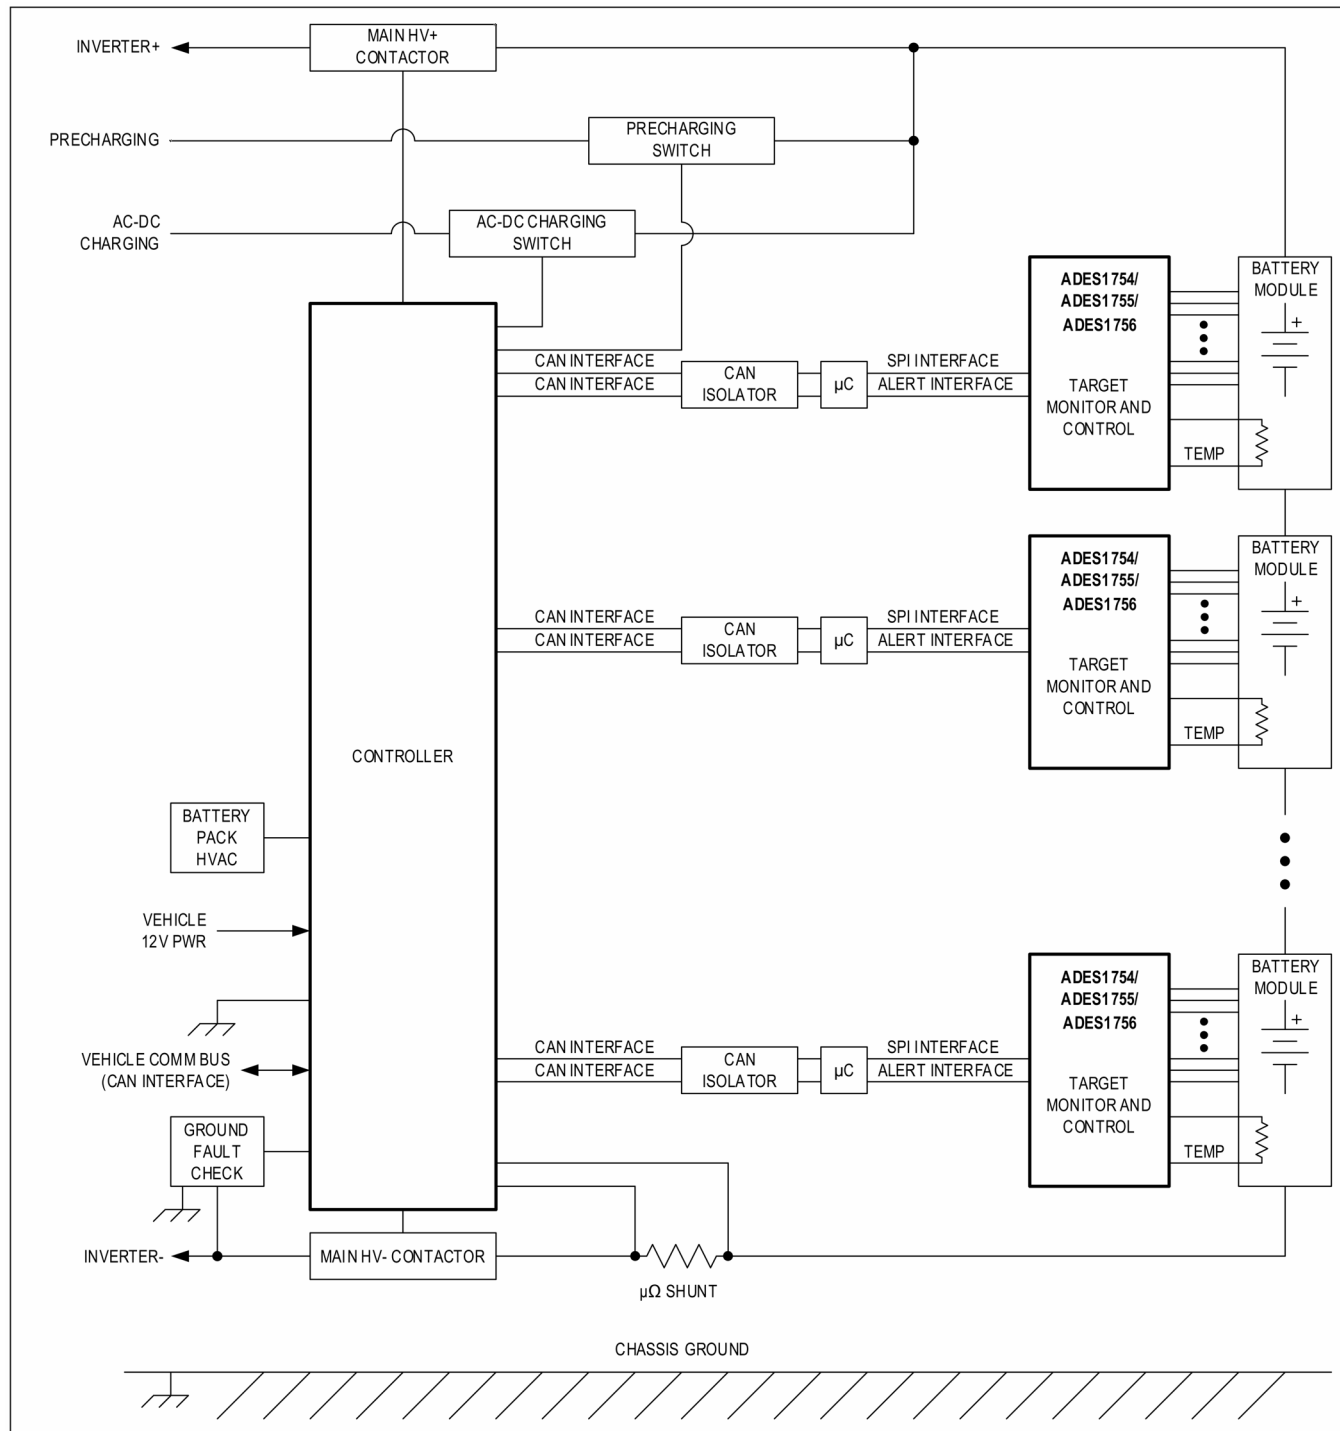 INVERTER+
MAIN HV+
CONTACTOR
PRECHARGING
PRECHARGING
SWITCH
AC-DC
CHARGING
AC-DC CHARGING
SWITCH
ADES1754/
ADES1755/
ADES1756
TARGET
MONITOR AND
CONTROL
BATTERY
MODULE
+
TEMP
CAN INTERFACE
CAN INTERFACE
CAN
ISOLATOR
µC
SPI INTERFACE
ALERT INTERFACE
ADES1754/
ADES1755/
ADES1756
TARGET
MONITOR AND
CONTROL
BATTERY
MODULE
+
TEMP
CAN INTERFACE
CAN INTERFACE
CAN
ISOLATOR
µC
SPI INTERFACE
ALERT INTERFACE
CONTROLLER
BATTERY
PACK
HVAC
VEHICLE
12V PWR
VEHICLE COMM BUS
(CAN INTERFACE)
ADES1754/
ADES1755/
ADES1756
TARGET
MONITOR AND
CONTROL
BATTERY
MODULE
+
TEMP
CAN INTERFACE
CAN INTERFACE
CAN
ISOLATOR
µC
SPI INTERFACE
ALERT INTERFACE
GROUND
FAULT
CHECK
INVERTER-
MAIN HV- CONTACTOR
µΩ SHUNT
CHASSIS GROUND